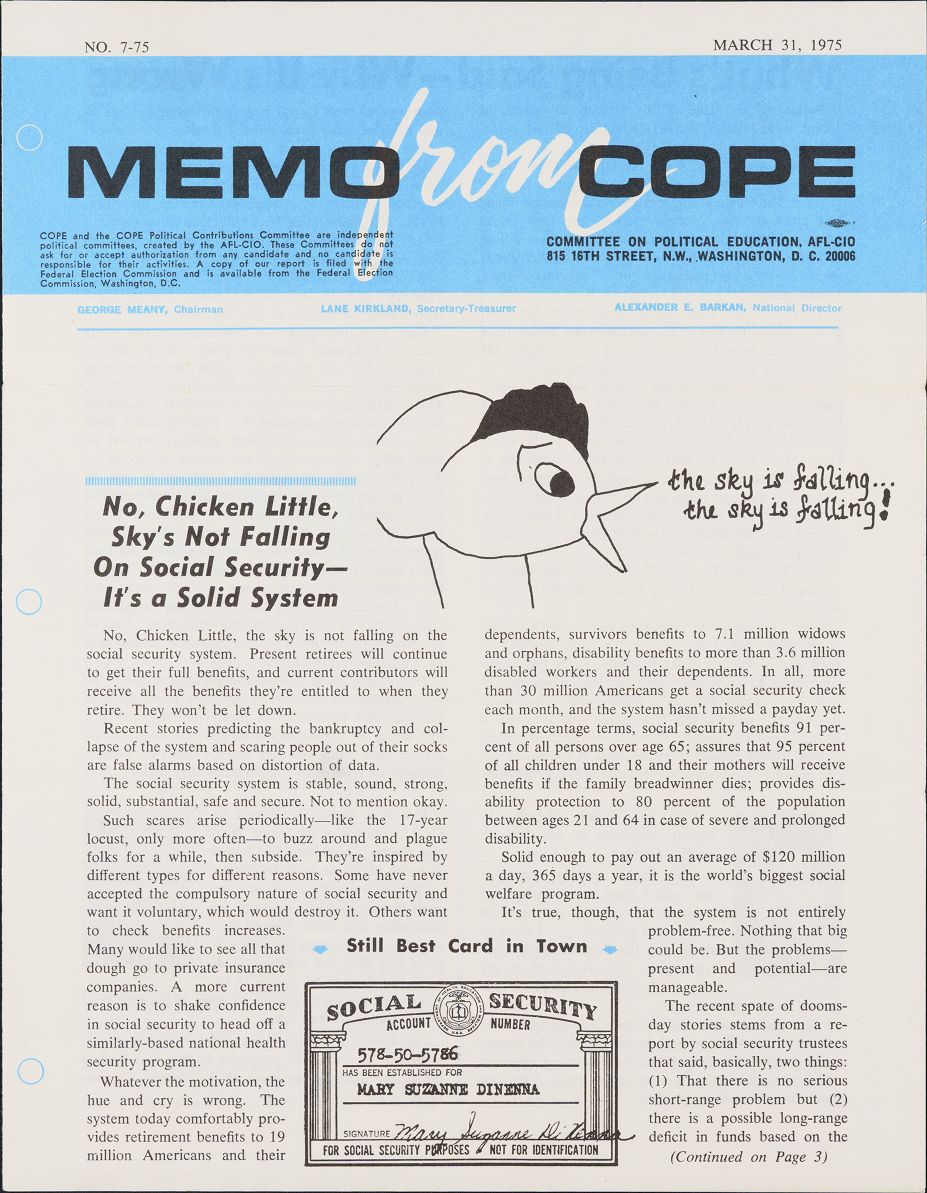 NO. 7-75
MARCH 31, 1975
MEMO from COPE
COPE and the COPE Political Contributions Committee are independent
political committees, created by the AFL-CIO. These Committees do not
ask for or accept authorization from any candidate and no candidate is
responsible for their activities. A copy of our report is filed with the
Federal Election Commission and is available from the Federal Election
Commission, Washington, D.C.
COMMITTEE ON POLITICAL EDUCATION, AFL-CIO
815 16TH STREET, N.W., WASHINGTON, D. C. 20006
GEORGE MEANY, Chairman
LANE KIRKLAND, Secretary-Treasurer
ALEXANDER E. BARKAN, National Director
the sky is falling...
the sky is falling!
No, Chicken Little,
Sky's Not Falling
On Social Security—
It's a Solid System
No, Chicken Little, the sky is not falling on the
social security system. Present retirees will continue
to get their full benefits, and current contributors will
receive all the benefits they're entitled to when they
retire. They won't be let down.
Recent stories predicting the bankruptcy and col-
lapse of the system and scaring people out of their socks
are false alarms based on distortion of data.
The social security system is stable, sound, strong,
solid, substantial, safe and secure. Not to mention okay.
Such scares arise periodically—like the 17-year
locust, only more often—to buzz around and plague
folks for a while, then subside. They're inspired by
different types for different reasons. Some have never
accepted the compulsory nature of social security and
want it voluntary, which would destroy it. Others want
to check benefits increases.
Many would like to see all that
dough go to private insurance
companies. A more current
reason is to shake confidence
in social security to head off a
similarly-based national health
security program.
Whatever the motivation, the
hue and cry is wrong. The
system today comfortably pro-
vides retirement benefits to 19
million Americans and their
dependents, survivors benefits to 7.1 million widows
and orphans, disability benefits to more than 3.6 million
disabled workers and their dependents. In all, more
than 30 million Americans get a social security check
each month, and the system hasn't missed a payday yet.
In percentage terms, social security benefits 91 per-
cent of all persons over age 65; assures that 95 percent
of all children under 18 and their mothers will receive
benefits if the family breadwinner dies; provides dis-
ability protection to 80 percent of the population
between ages 21 and 64 in case of severe and prolonged
disability.
Solid enough to pay out an average of $120 million
a day, 365 days a year, it is the world's biggest social
welfare program.
It's true, though, that the system is not entirely
problem-free. Nothing that big
could be. But the problems—
present and potential—are
manageable.
The recent spate of dooms-
day stories stems from a re-
port by social security trustees
that said, basically, two things:
(1) That there is no serious
short-range problem but (2)
there is a possible long-range
deficit in funds based on the
(Continued on Page 3)
Still Best Card in Town
SOCIAL SECURITY
ACCOUNT NUMBER
578-50-5786
HAS BEEN ESTABLISHED FOR
MARY SUZANNE DINENNA
SIGNATURE Mary Suzanne DiNenna
FOR SOCIAL SECURITY PURPOSES NOT FOR IDENTIFICATION